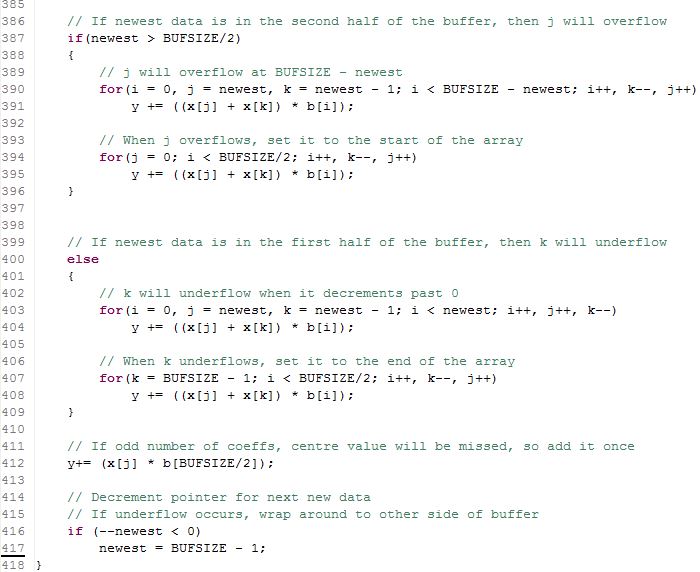 385
386 // If newest data is in the second half of the buffer, then j will overflow
387 if(newest > BUFSIZE/2)
388 {
389 // j will overflow at BUFSIZE - newest
390 for(i = 0, j = newest, k = newest - 1; i < BUFSIZE - newest; i++, k--, j++)
391 y += ((x[j] + x[k]) * b[i]);
392
393 // When j overflows, set it to the start of the array
394 for(j = 0; i < BUFSIZE/2; i++, k--, j++)
395 y += ((x[j] + x[k]) * b[i]);
396 }
397
398
399 // If newest data is in the first half of the buffer, then k will underflow
400 else
401 {
402 // k will underflow when it decrements past 0
403 for(i = 0, j = newest, k = newest - 1; i < newest; i++, j++, k--)
404 y += ((x[j] + x[k]) * b[i]);
405
406 // When k underflows, set it to the end of the array
407 for(k = BUFSIZE - 1; i < BUFSIZE/2; i++, k--, j++)
408 y += ((x[j] + x[k]) * b[i]);
409 }
410
411 // If odd number of coeffs, centre value will be missed, so add it once
412 y+= (x[j] * b[BUFSIZE/2]);
413
414 // Decrement pointer for next new data
415 // If underflow occurs, wrap around to other side of buffer
416 if (--newest < 0)
417 newest = BUFSIZE - 1;
418 }